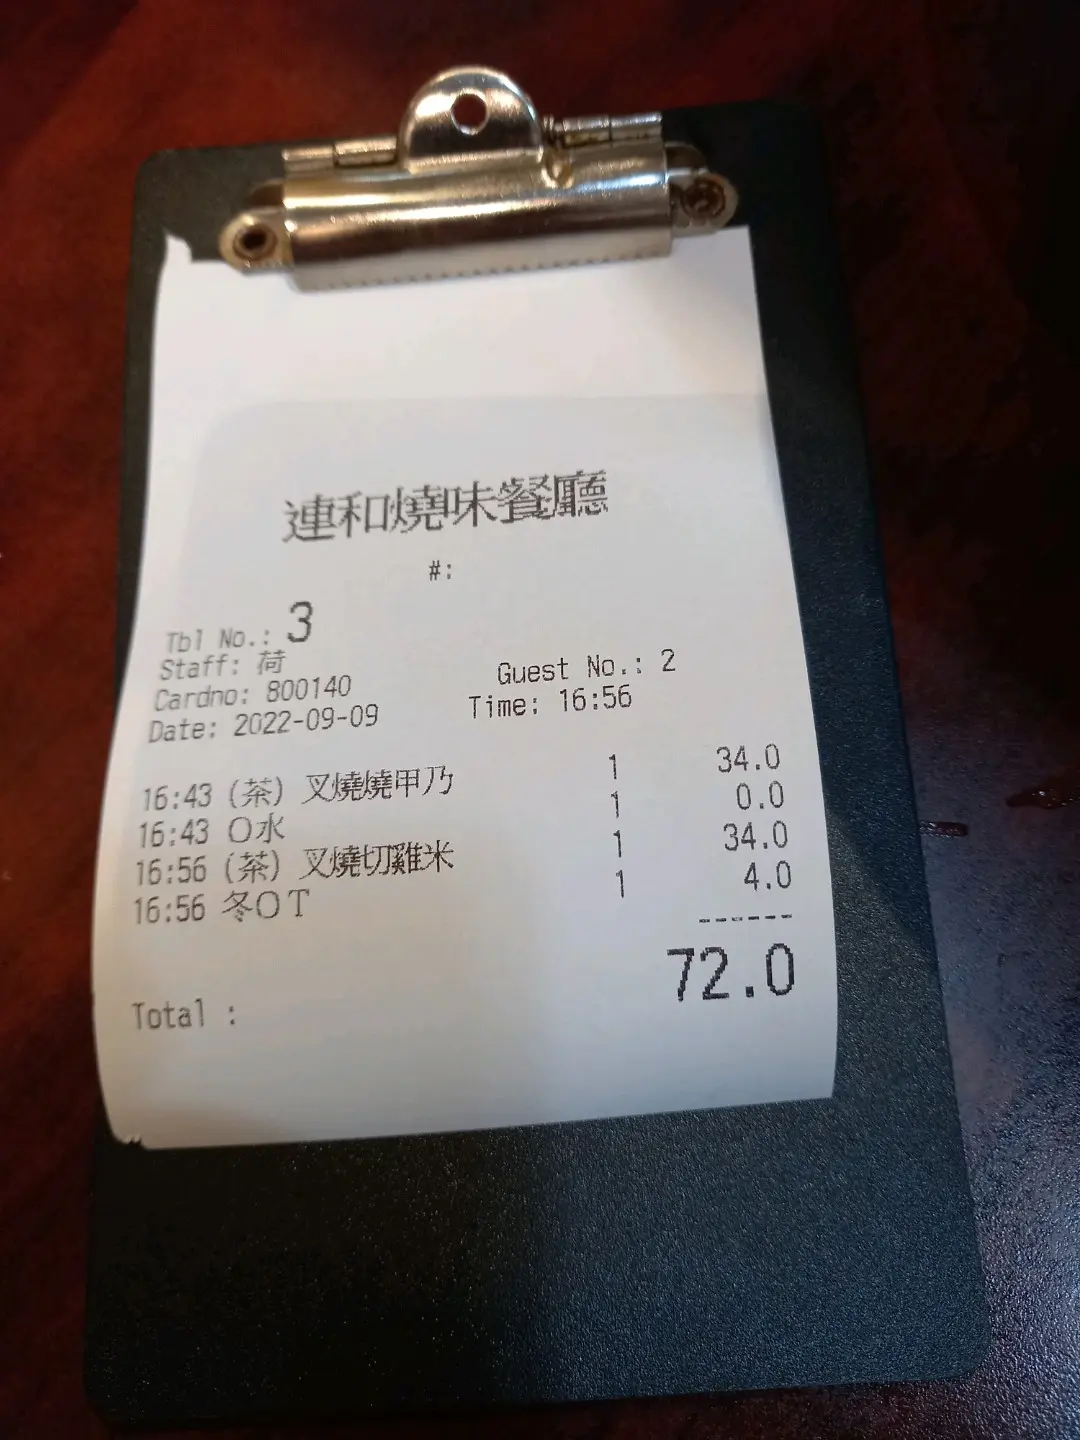 連和燒味餐廳
#:
Tbl No.: 3
Staff: 荷 Guest No.: 2
Cardno: 800140 Time: 16:56
Date: 2022-09-09
16:43 (茶) 叉燒燒甲乃 1 34.0
16:43 O水 1 0.0
16:56 (茶) 叉燒切雞米 1 34.0
16:56 冬OT 1 4.0
------
72.0
Total :